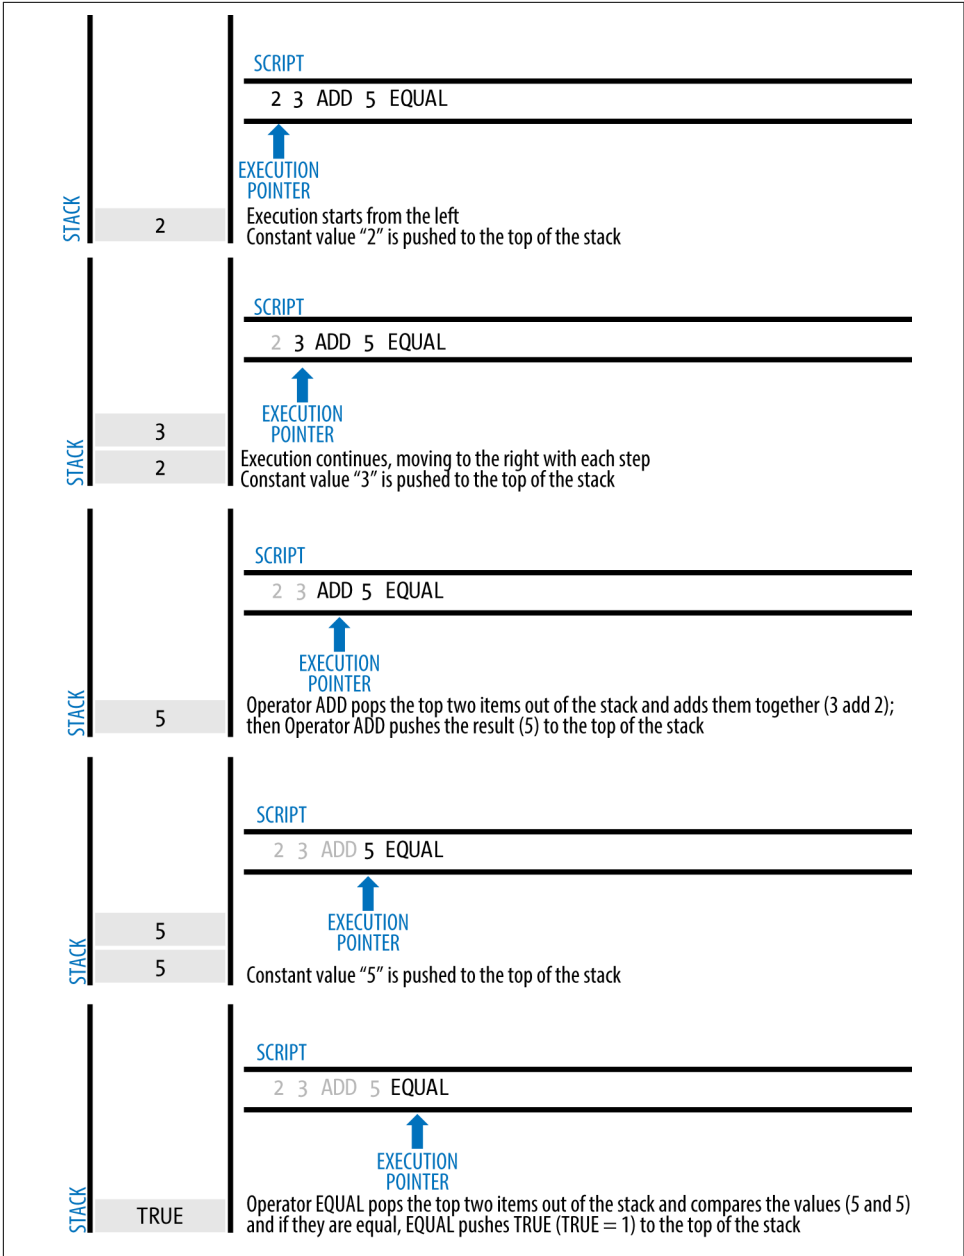 SCRIPT
2 3 ADD 5 EQUAL
EXECUTION
POINTER
STACK
2
Execution starts from the left
Constant value “2” is pushed to the top of the stack
SCRIPT
2 3 ADD 5 EQUAL
EXECUTION
POINTER
STACK
3
2
Execution continues, moving to the right with each step
Constant value “3” is pushed to the top of the stack
SCRIPT
2 3 ADD 5 EQUAL
EXECUTION
POINTER
STACK
5
Operator ADD pops the top two items out of the stack and adds them together (3 add 2);
then Operator ADD pushes the result (5) to the top of the stack
SCRIPT
2 3 ADD 5 EQUAL
EXECUTION
POINTER
STACK
5
5
Constant value “5” is pushed to the top of the stack
SCRIPT
2 3 ADD 5 EQUAL
EXECUTION
POINTER
STACK
TRUE
Operator EQUAL pops the top two items out of the stack and compares the values (5 and 5)
and if they are equal, EQUAL pushes TRUE (TRUE = 1) to the top of the stack